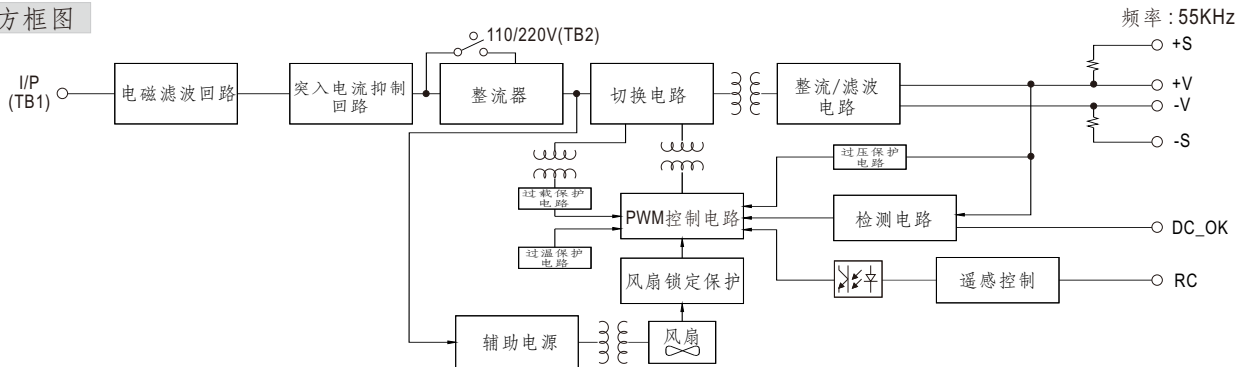 方框图
频率 : 55KHz
110/220V(TB2)
+S
I/P
(TB1)
电磁滤波回路
突入电流抑制
回路
整流器
切换电路
整流/滤波
电路
+V
-V
-S
过压保护
电路
过载保护
电路
PWM控制电路
检测电路
DC_OK
过温保护
电路
风扇锁定保护
遥感控制
RC
辅助电源
风扇